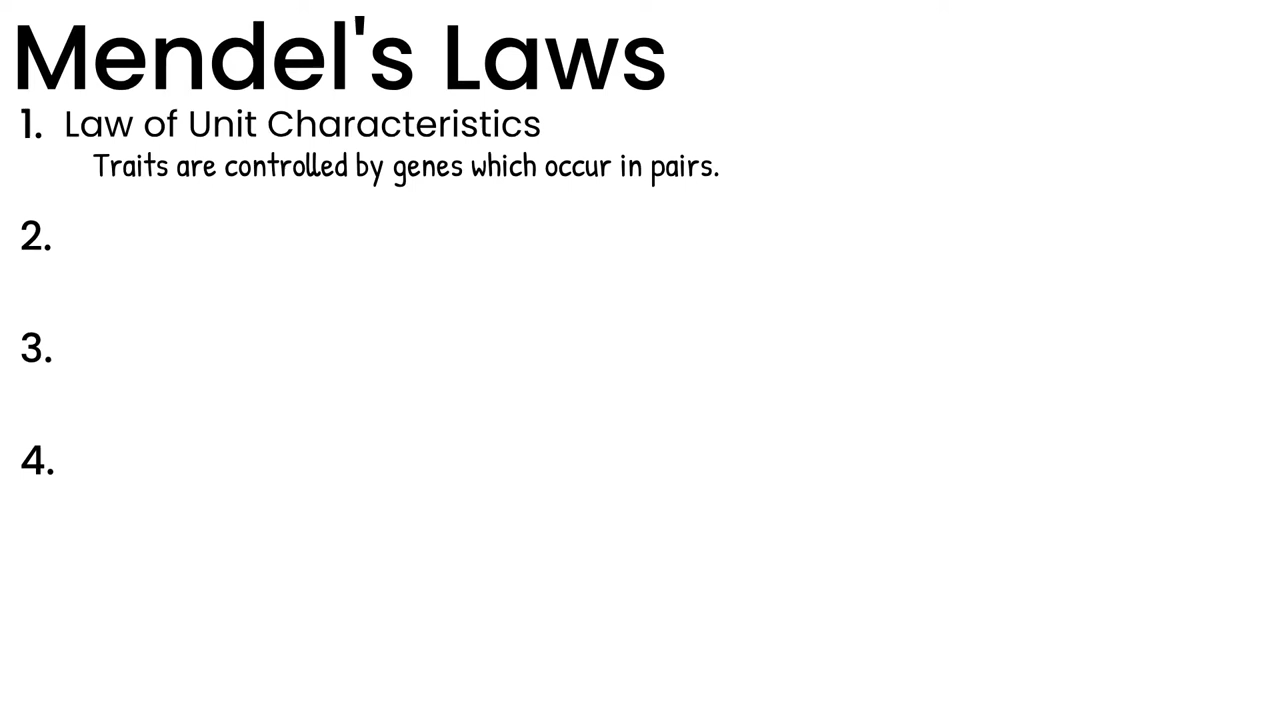 Mendel's Laws
1. Law of Unit Characteristics
Traits are controlled by genes which occur in pairs.
2.
3.
4.